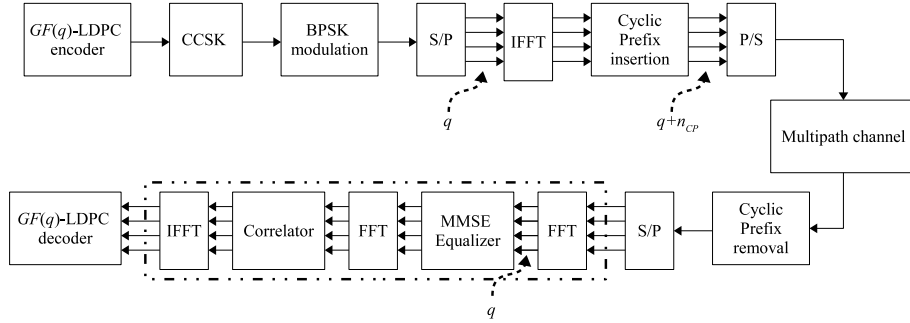 GF(q)-LDPC
encoder
CCSK
BPSK
modulation
S/P
IFFT
Cyclic
Prefix
insertion
P/S
q
q+n_CP
Multipath channel
GF(q)-LDPC
decoder
IFFT
Correlator
FFT
MMSE
Equalizer
FFT
S/P
Cyclic
Prefix
removal
q